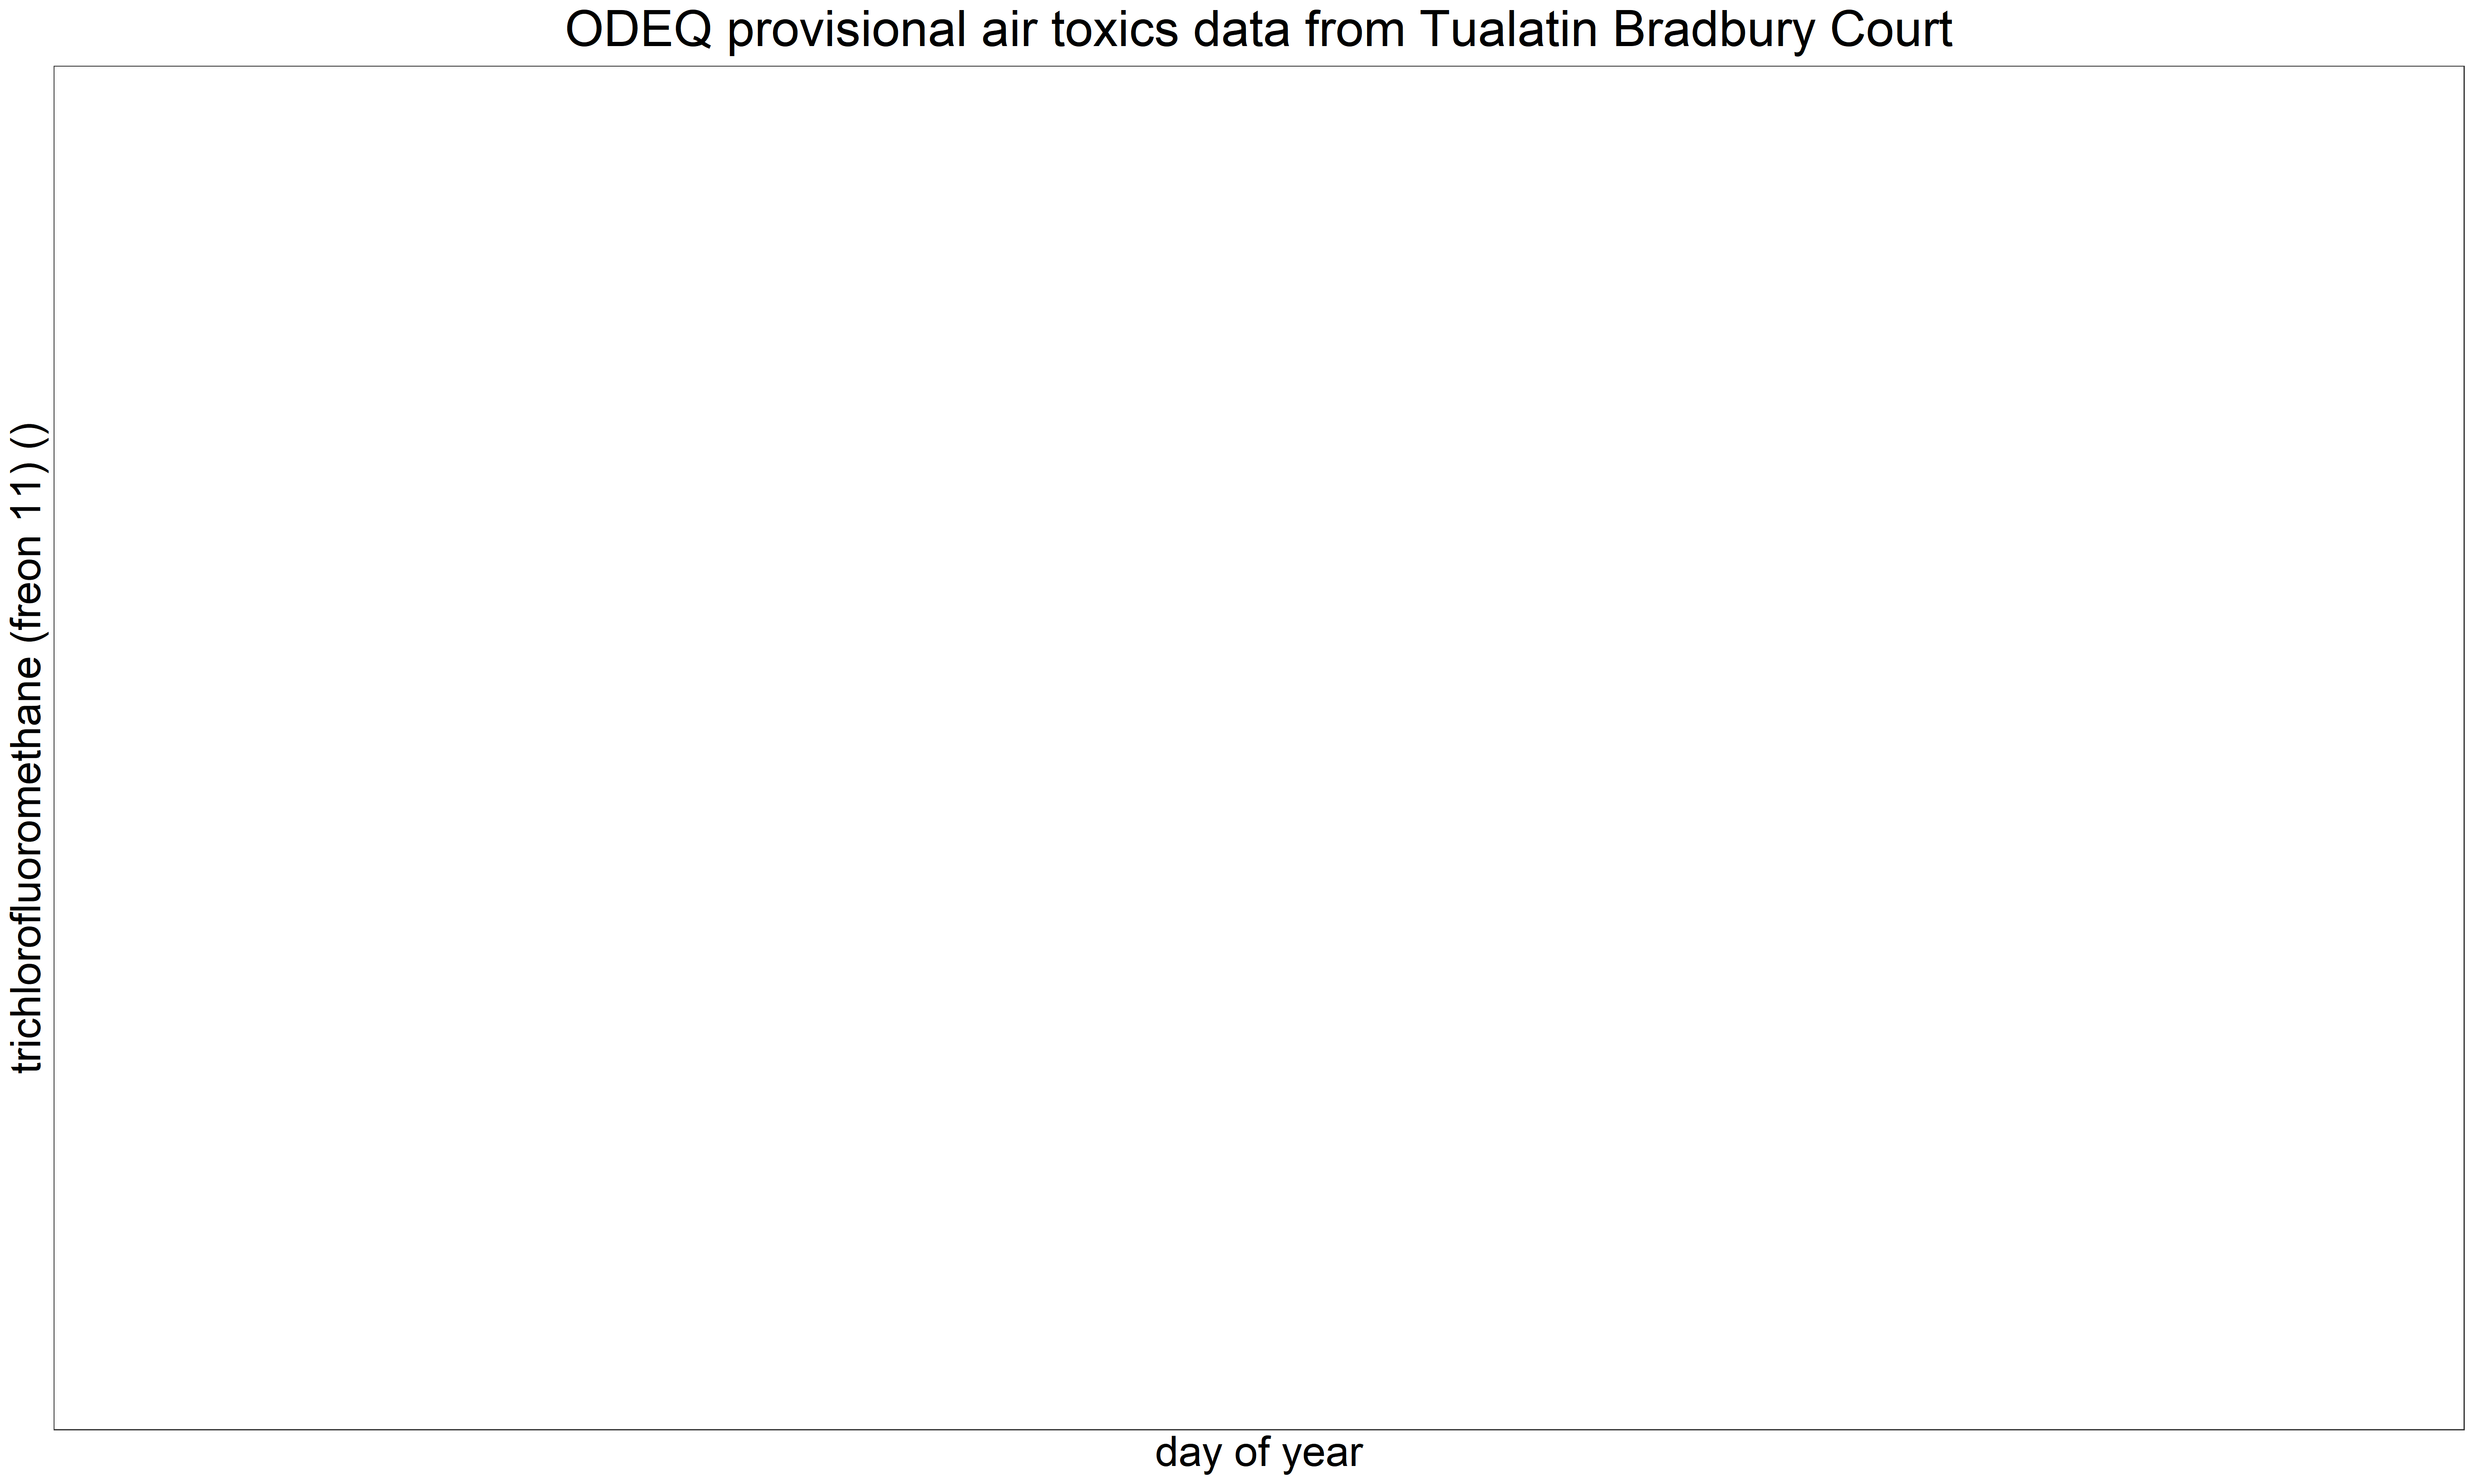 ODEQ provisional air toxics data from Tualatin Bradbury Court
trichlorofluoromethane (freon 11) ()
day of year